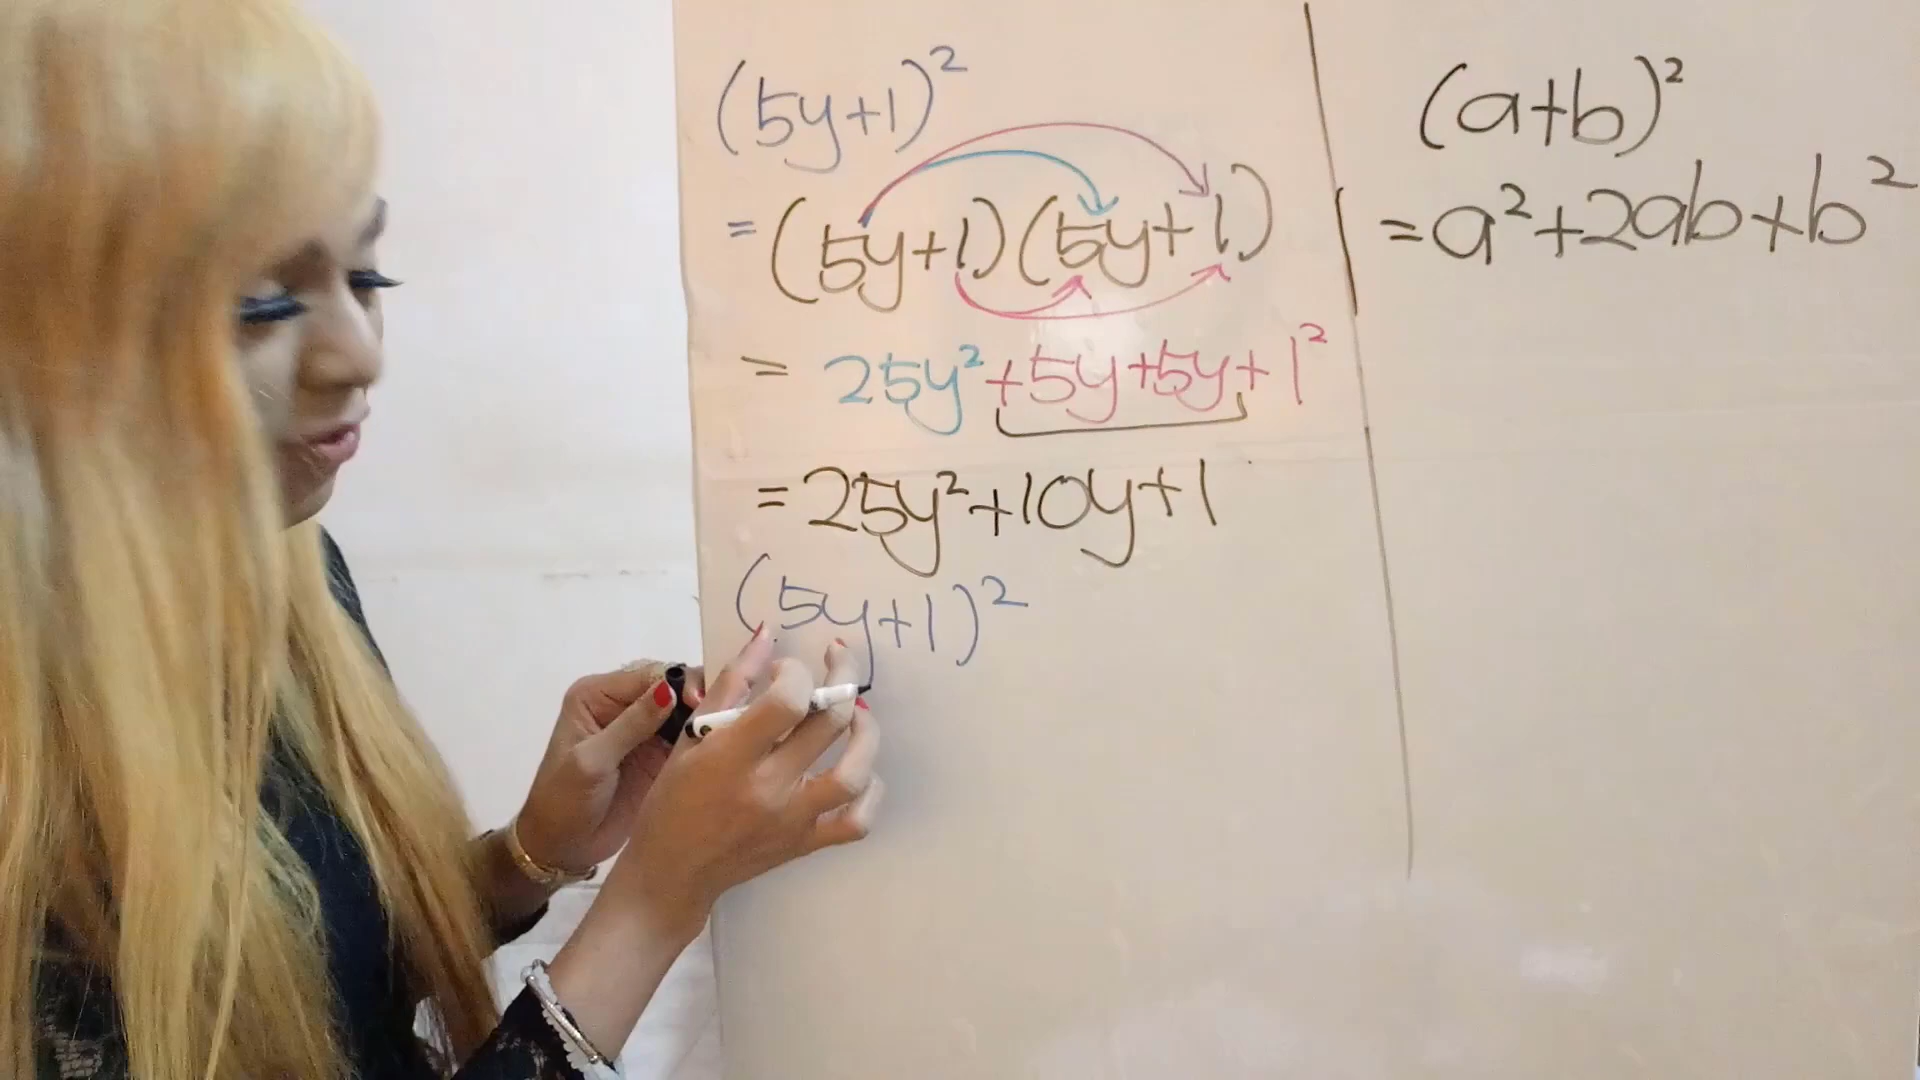 (5y+1)²
=(5y+1)(5y+1)
= 25y²+5y+5y+1²
=25y²+10y+1
(5y+1)²
(a+b)²
=a²+2ab+b²